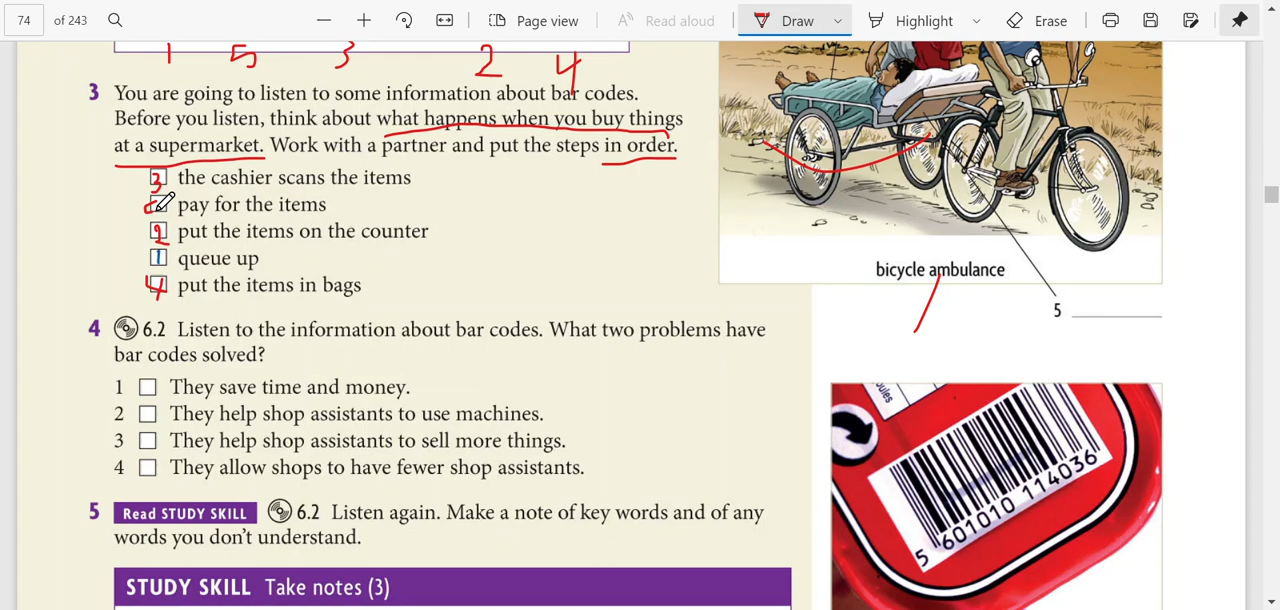 74 of 243 Page view Read aloud Draw Highlight Erase
1 5 3 2 4
3 You are going to listen to some information about bar codes.
Before you listen, think about what happens when you buy things
at a supermarket. Work with a partner and put the steps in order.
3 the cashier scans the items
pay for the items
2 put the items on the counter
1 queue up
4 put the items in bags
bicycle ambulance
5
4 6.2 Listen to the information about bar codes. What two problems have
bar codes solved?
1 They save time and money.
2 They help shop assistants to use machines.
3 They help shop assistants to sell more things.
4 They allow shops to have fewer shop assistants.
5 Read STUDY SKILL 6.2 Listen again. Make a note of key words and of any
words you don't understand.
STUDY SKILL Take notes (3)
5 601010 114036